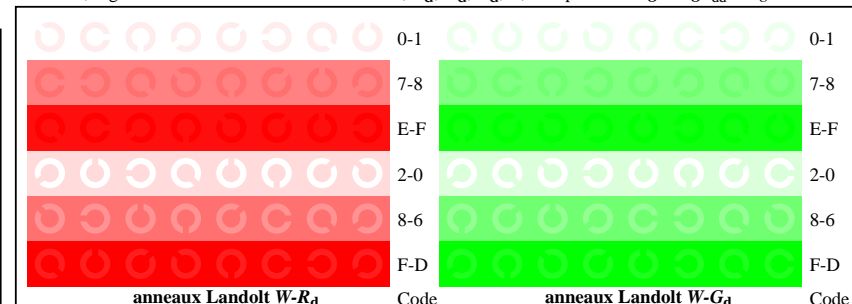 0-1 0-1
7-8 7-8
E-F E-F
2-0 2-0
8-6 8-6
F-D F-D
anneaux Landolt W-Rd Code anneaux Landolt W-Gd Code